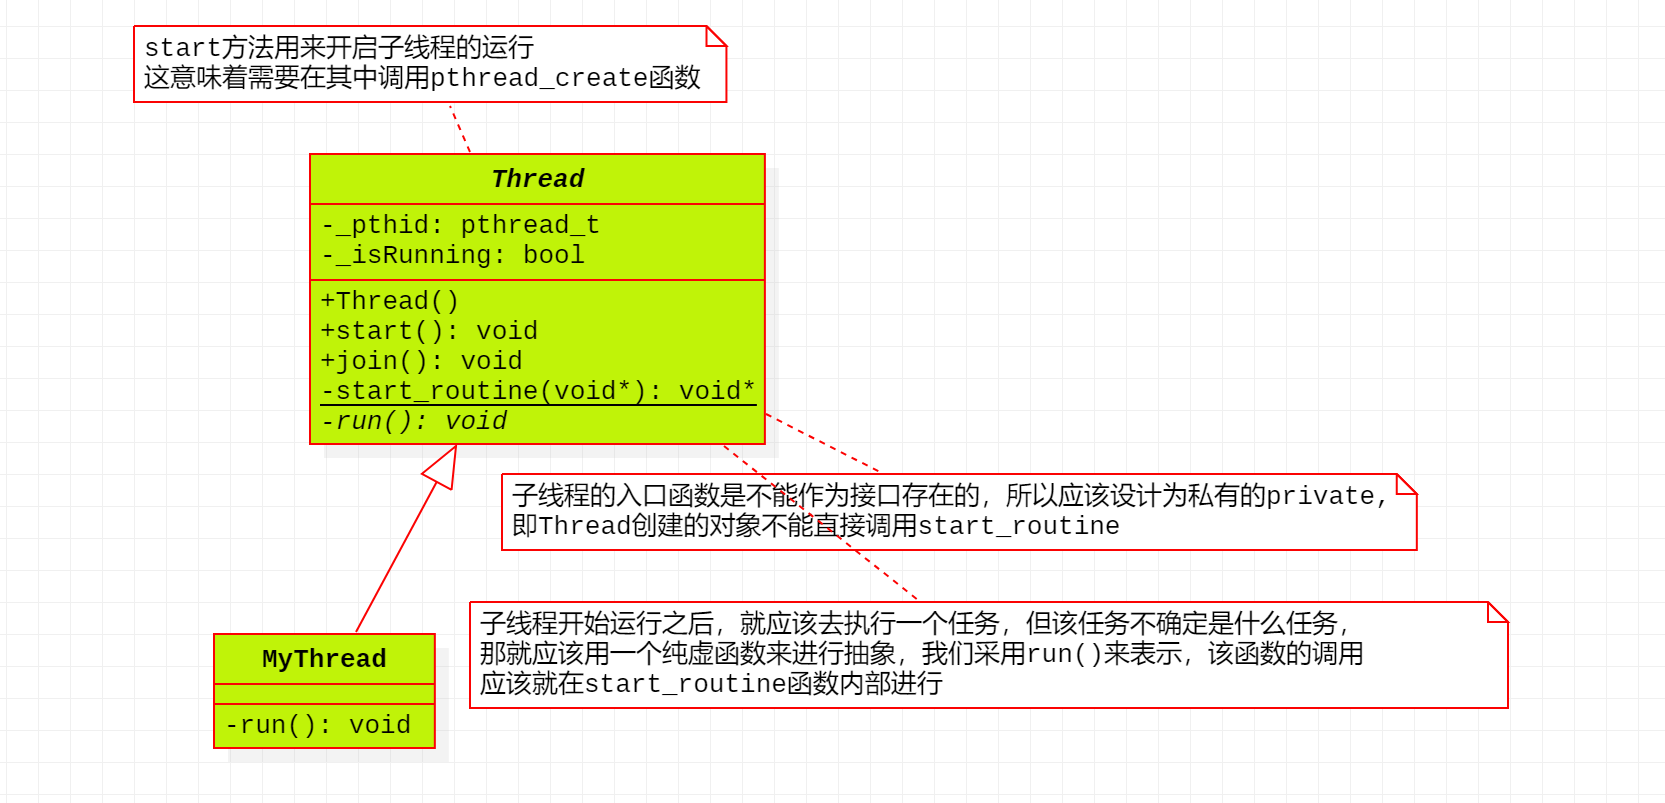 start方法用来开启子线程的运行
这意味着需要在其中调用pthread_create函数
Thread
-_pthid: pthread_t
-_isRunning: bool
+Thread()
+start(): void
+join(): void
-start_routine(void*): void*
-run(): void
子线程的入口函数是不能作为接口存在的，所以应该设计为私有的private，
即Thread创建的对象不能直接调用start_routine
子线程开始运行之后，就应该去执行一个任务，但该任务不确定是什么任务，
那就应该用一个纯虚函数来进行抽象，我们采用run()来表示，该函数的调用
应该就在start_routine函数内部进行
MyThread
-run(): void